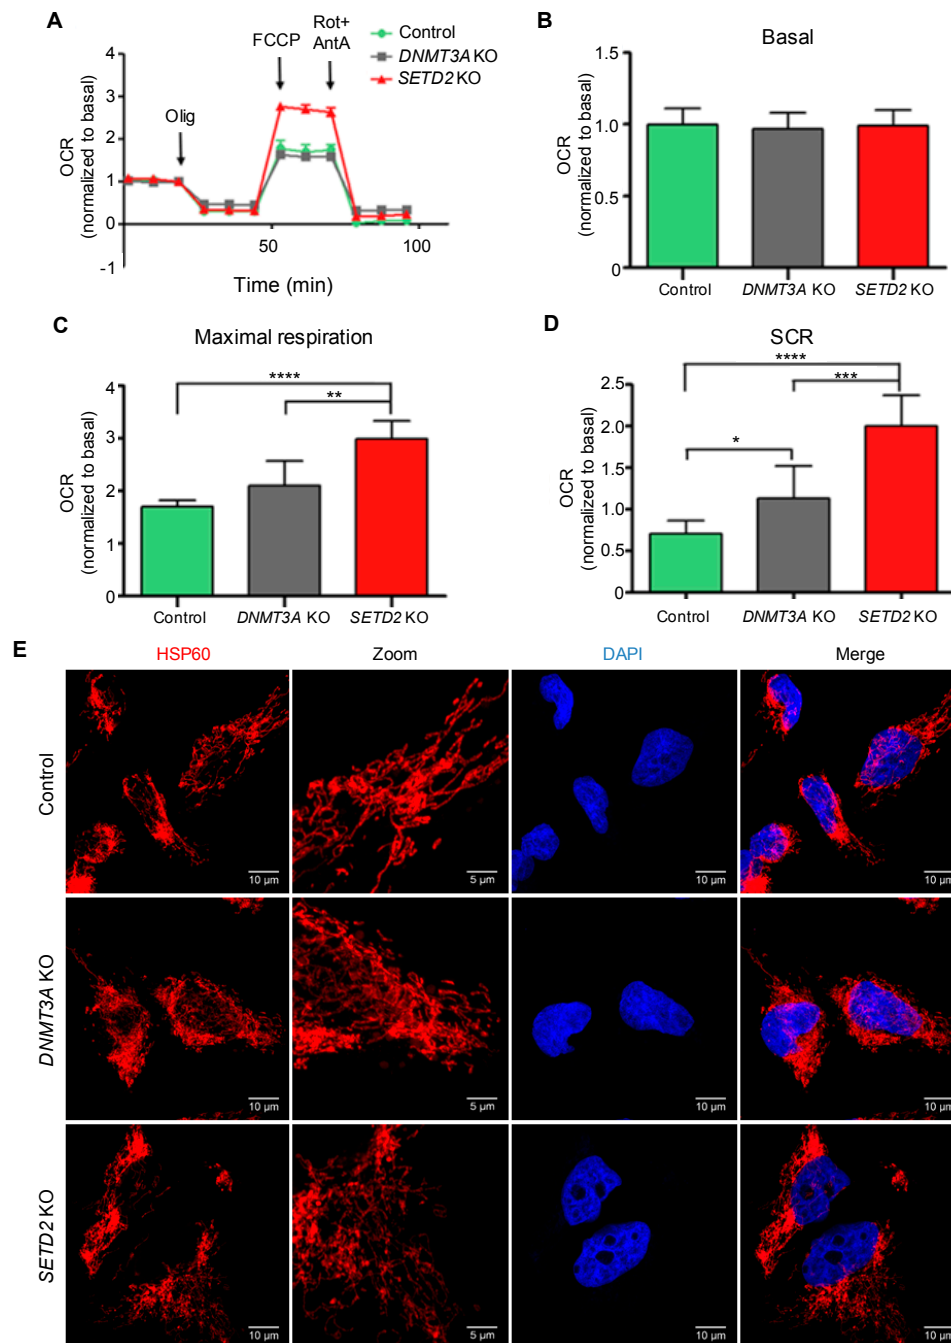 A
Olig
FCCP
Rot+
AntA
Control
DNMT3A KO
SETD2 KO
OCR
(normalized to basal)
4
3
2
1
0
-1
50
100
Time (min)
B
Basal
OCR
(normalized to basal)
1.5
1.0
0.5
0
Control
DNMT3A KO
SETD2 KO
C
Maximal respiration
****
**
OCR
(normalized to basal)
4
3
2
1
0
Control
DNMT3A KO
SETD2 KO
D
SCR
****
***
*
OCR
(normalized to basal)
2.5
2.0
1.5
1.0
0.5
0
Control
DNMT3A KO
SETD2 KO
E
HSP60
Zoom
DAPI
Merge
Control
10 µm
5 µm
10 µm
10 µm
DNMT3A KO
10 µm
5 µm
10 µm
10 µm
SETD2 KO
10 µm
5 µm
10 µm
10 µm